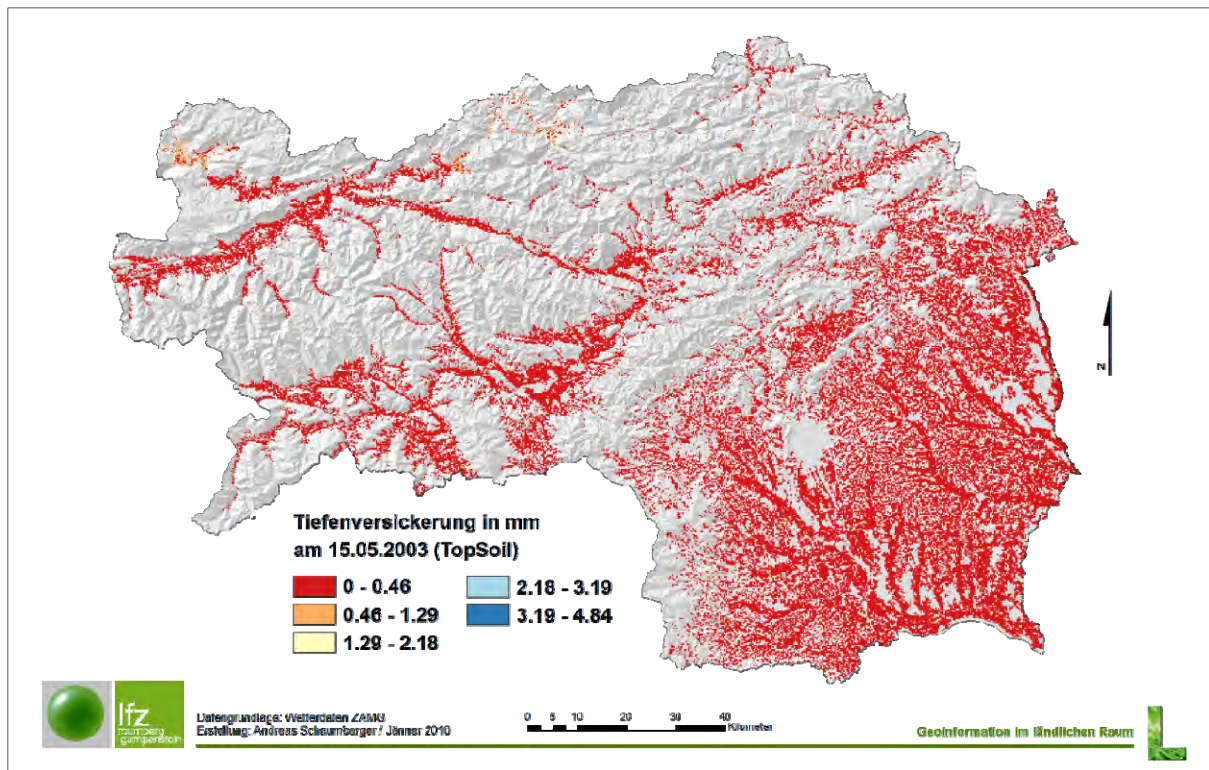 N
Tiefenversickerung in mm
am 15.05.2003 (TopSoil)
0 - 0.46
2.18 - 3.19
0.46 - 1.29
3.19 - 4.84
1.29 - 2.18
lfz
raumberg
gumpenstein
Datengrundlage: Wetterdaten ZAMG
Erstellung: Andreas Schaumberger / Jänner 2010
0 5 10 20 30 40
Kilometer
Geoinformation im ländlichen Raum